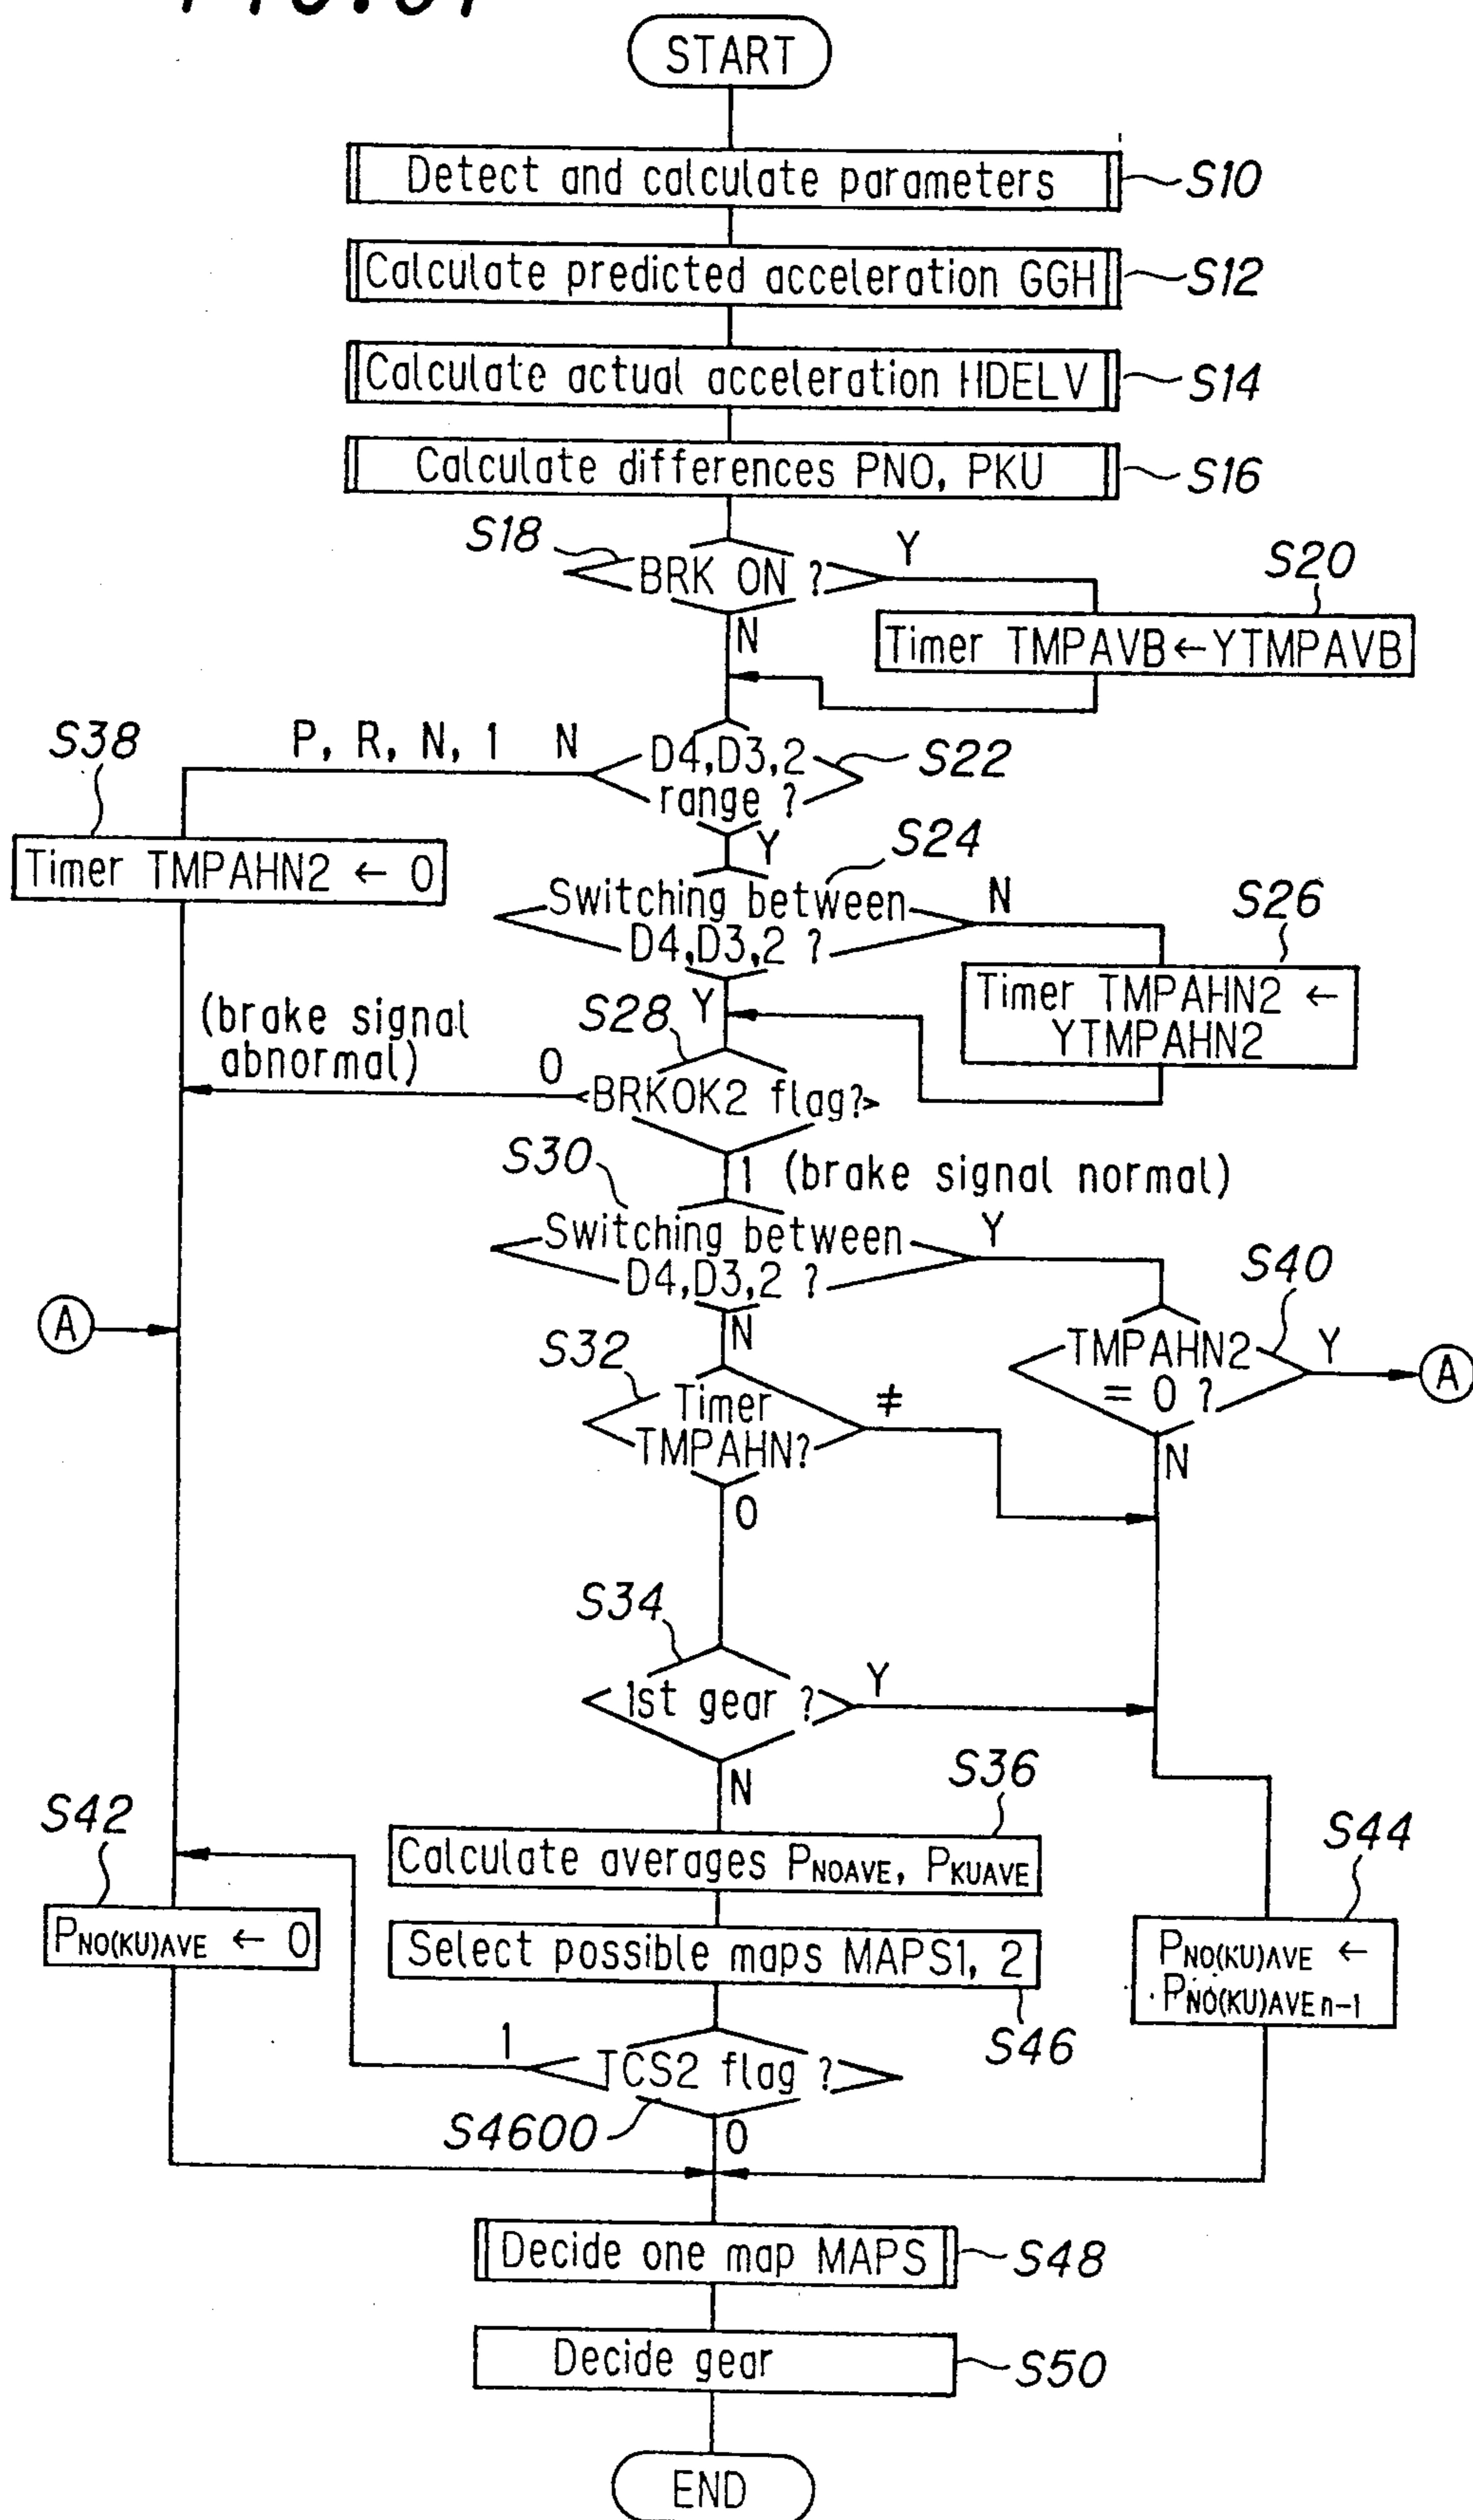 START
Detect and calculate parameters
S10
Calculate predicted acceleration GGH
S12
Calculate actual acceleration HDELV
S14
Calculate differences PNO, PKU
S16
S18
BRK ON ?
Y
S20
N
Timer TMPAVB←YTMPAVB
S38
P, R, N, 1 N
D4,D3,2
range ?
S22
Y
Timer TMPAHN2 ← 0
S24
Switching between
D4,D3,2 ?
N
S26
Timer TMPAHN2 ←
YTMPAHN2
Y
(brake signal
abnormal)
S28
0
BRKOK2 flag?
1 (brake signal normal)
S30
Switching between
D4,D3,2 ?
Y
S40
A
N
S32
TMPAHN2
= 0 ?
Y
A
Timer
TMPAHN?
≠
N
0
S34
1st gear ?
Y
N
S36
S42
S44
Calculate averages PNOAVE, PKUAVE
PNO(KU)AVE ← 0
Select possible maps MAPS1, 2
PNO(KU)AVE ←
PNO(KU)AVE n-1
S46
1
TCS2 flag ?
S4600
0
Decide one map MAPS
S48
Decide gear
S50
END